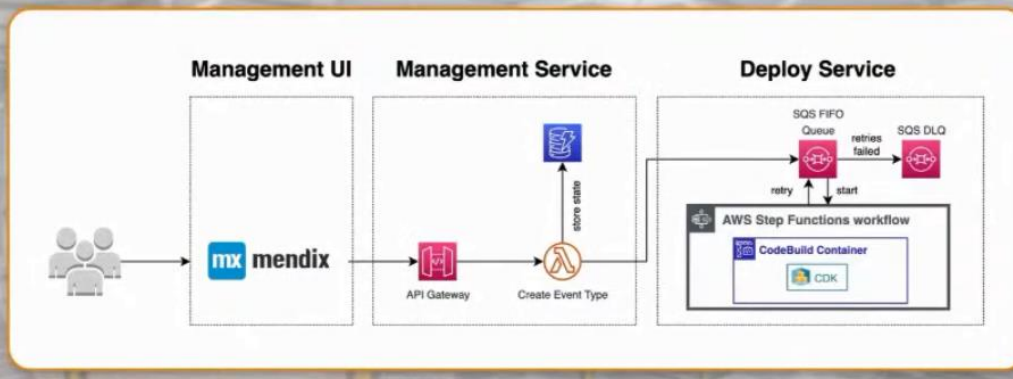 Management UI
Management Service
Deploy Service
mx mendix
API Gateway
store state
Create Event Type
SQS FIFO
Queue
retries
failed
SQS DLQ
retry
start
AWS Step Functions workflow
CodeBuild Container
CDK